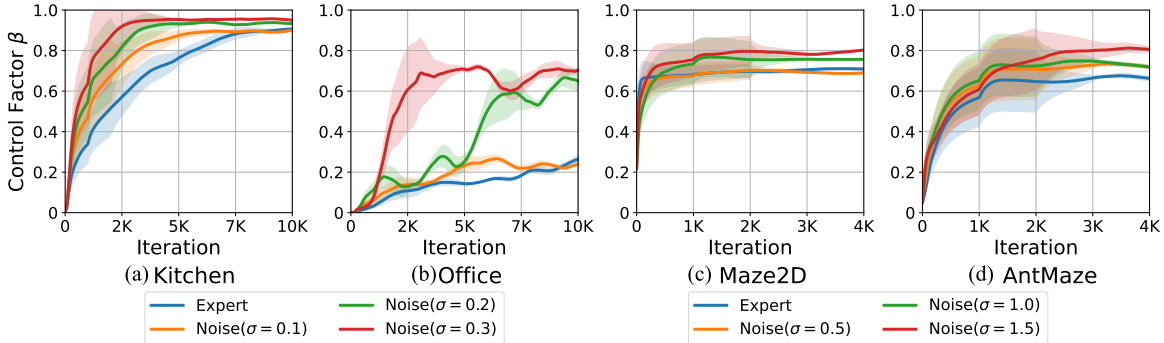 Control Factor β
1.0
0.8
0.6
0.4
0.2
0
0 2K 5K 7K 10K
Iteration
(a) Kitchen
1.0
0.8
0.6
0.4
0.2
0
0 2K 5K 7K 10K
Iteration
(b) Office
1.0
0.8
0.6
0.4
0.2
0
0 1K 2K 3K 4K
Iteration
(c) Maze2D
1.0
0.8
0.6
0.4
0.2
0
0 1K 2K 3K 4K
Iteration
(d) AntMaze
Expert
Noise(σ = 0.1)
Noise(σ = 0.2)
Noise(σ = 0.3)
Expert
Noise(σ = 0.5)
Noise(σ = 1.0)
Noise(σ = 1.5)